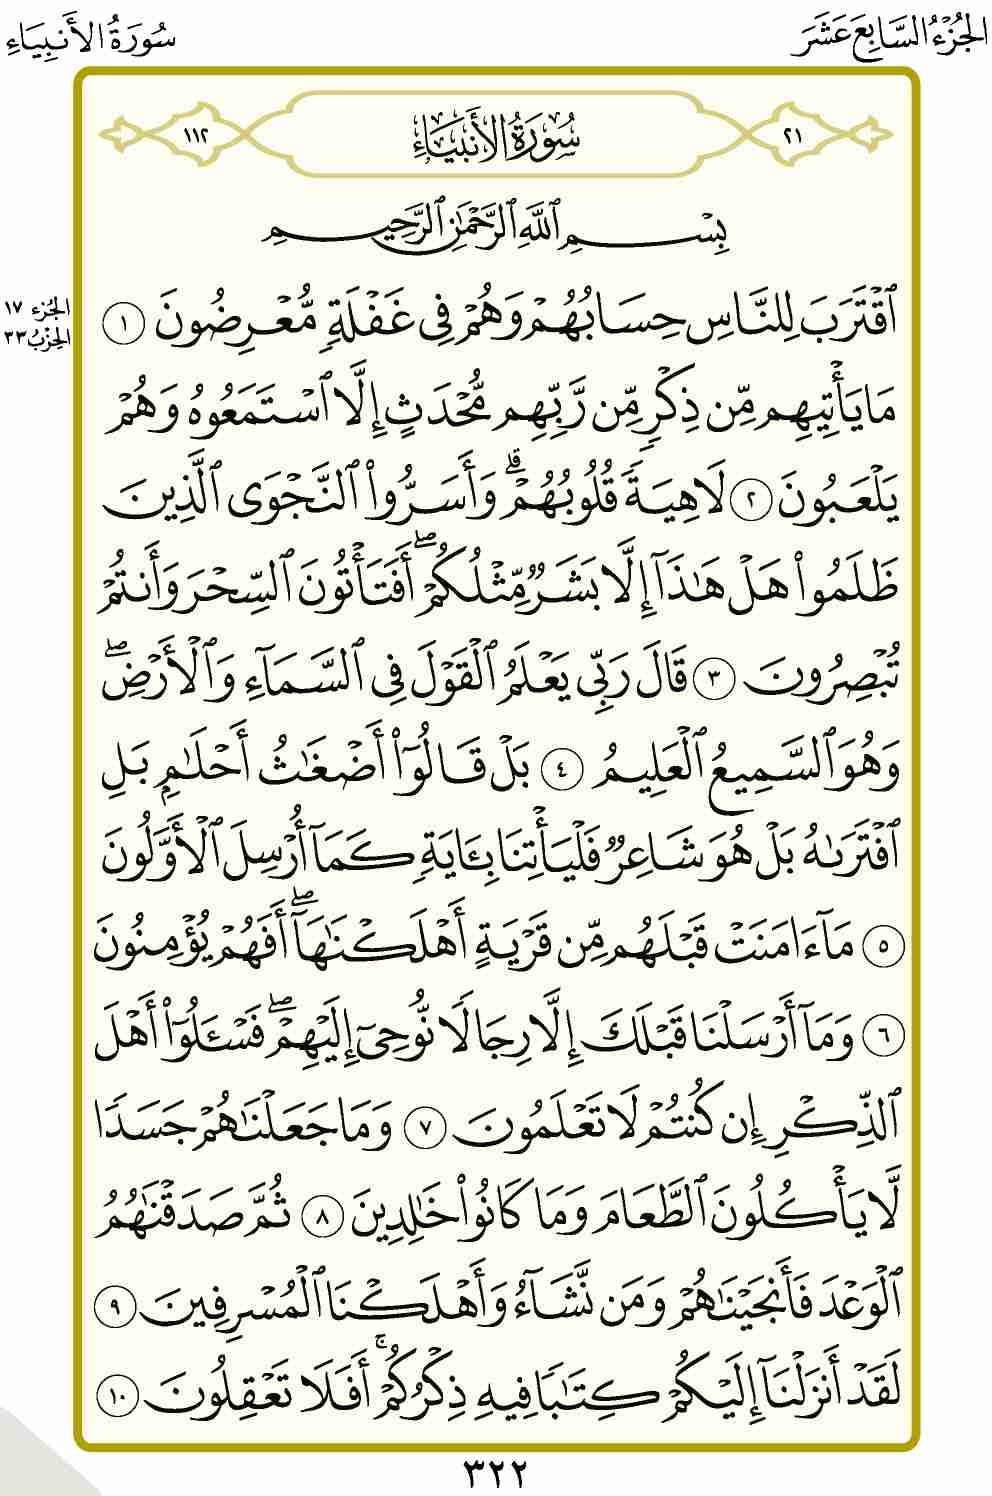 الجُزْءُ السَّابِعَ عَشَرَ
سُورَةُ الأَنبِيَاءِ
٢١
سُورَةُ الأَنبِيَاءِ
١١٢
بِسْمِ ٱللَّهِ ٱلرَّحْمَٰنِ ٱلرَّحِيمِ
الجُزء ١٧
الحِزْبُ ٣٣
ٱقْتَرَبَ لِلنَّاسِ حِسَابُهُمْ وَهُمْ فِى غَفْلَةٍ مُّعْرِضُونَ ١
مَا يَأْتِيهِم مِّن ذِكْرٍ مِّن رَّبِّهِم مُّحْدَثٍ إِلَّا ٱسْتَمَعُوهُ وَهُمْ
يَلْعَبُونَ ٢ لَاهِيَةً قُلُوبُهُمْ ۗ وَأَسَرُّوا۟ ٱلنَّجْوَى ٱلَّذِينَ
ظَلَمُوا۟ هَلْ هَٰذَآ إِلَّا بَشَرٌ مِّثْلُكُمْ ۖ أَفَتَأْتُونَ ٱلسِّحْرَ وَأَنتُمْ
تُبْصِرُونَ ٣ قَالَ رَبِّى يَعْلَمُ ٱلْقَوْلَ فِى ٱلسَّمَآءِ وَٱلْأَرْضِ ۖ
وَهُوَ ٱلسَّمِيعُ ٱلْعَلِيمُ ٤ بَلْ قَالُوٓا۟ أَضْغَٰثُ أَحْلَٰمٍۭ بَلِ
ٱفْتَرَىٰهُ بَلْ هُوَ شَاعِرٌ فَلْيَأْتِنَا بِـَٔايَةٍ كَمَآ أُرْسِلَ ٱلْأَوَّلُونَ
٥ مَآ ءَامَنَتْ قَبْلَهُم مِّن قَرْيَةٍ أَهْلَكْنَٰهَآ ۖ أَفَهُمْ يُؤْمِنُونَ
٦ وَمَآ أَرْسَلْنَا قَبْلَكَ إِلَّا رِجَالًا نُّوحِىٓ إِلَيْهِمْ ۖ فَسْـَٔلُوٓا۟ أَهْلَ
ٱلذِّكْرِ إِن كُنتُمْ لَا تَعْلَمُونَ ٧ وَمَا جَعَلْنَٰهُمْ جَسَدًا
لَّا يَأْكُلُونَ ٱلطَّعَامَ وَمَا كَانُوا۟ خَٰلِدِينَ ٨ ثُمَّ صَدَقْنَٰهُمُ
ٱلْوَعْدَ فَأَنجَيْنَٰهُمْ وَمَن نَّشَآءُ وَأَهْلَكْنَا ٱلْمُسْرِفِينَ ٩
لَقَدْ أَنزَلْنَآ إِلَيْكُمْ كِتَٰبًا فِيهِ ذِكْرُكُمْ ۖ أَفَلَا تَعْقِلُونَ ١٠
٣٢٢